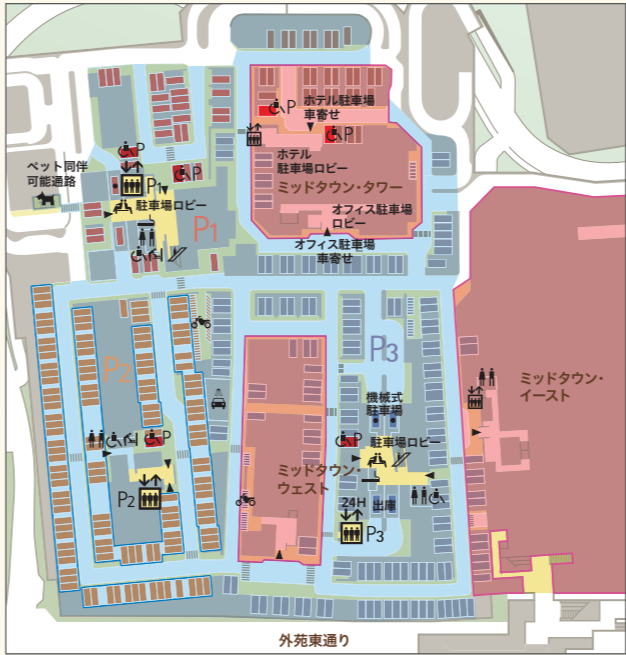 P
ホテル駐車場
車寄せ
P
ホテル
駐車場ロビー
ミッドタウン・タワー
オフィス駐車場
ロビー
オフィス駐車場
車寄せ
P
P
ペット同伴
可能通路
P1
駐車場ロビー
P1
P2
P3
機械式
駐車場
P
駐車場ロビー
ミッドタウン・
イースト
P
ミッドタウン・
ウェスト
P2
24H
出庫
P3
外苑東通り